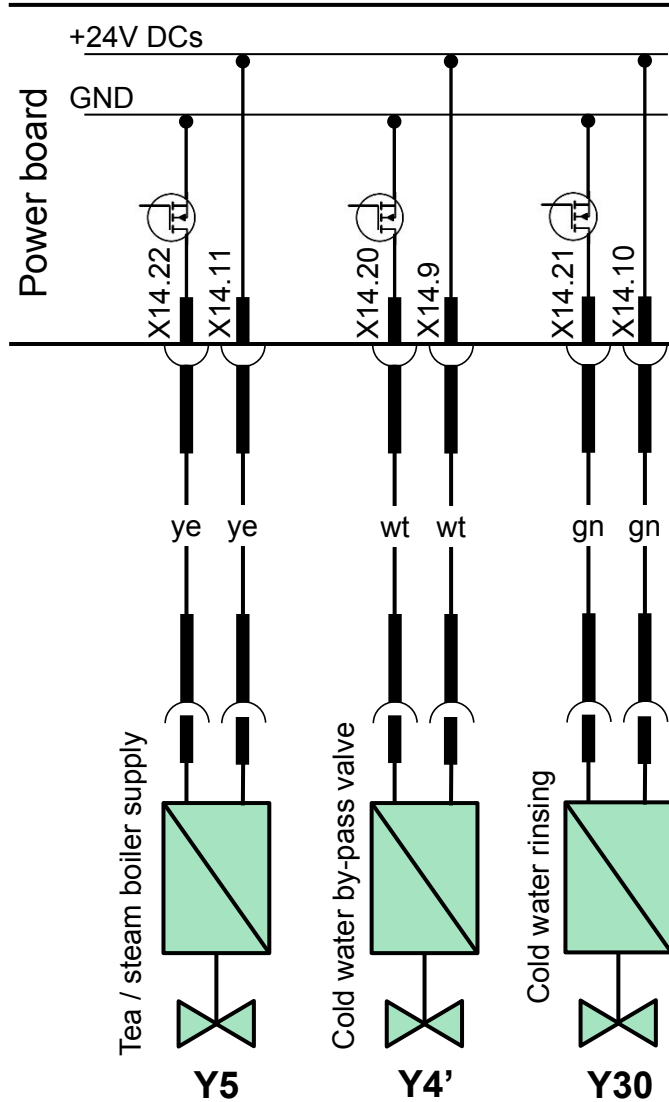 +24V DCs
GND
Power board
X14.22
X14.11
X14.20
X14.9
X14.21
X14.10
ye
ye
wt
wt
gn
gn
Tea / steam boiler supply
Cold water by-pass valve
Cold water rinsing
Y5
Y4’
Y30